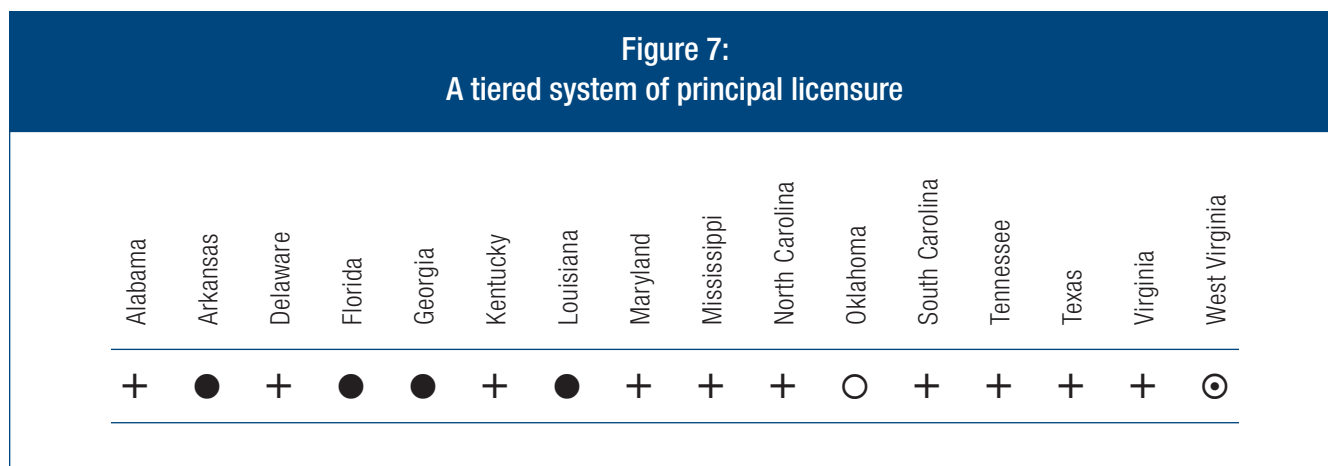 Figure 7:
A tiered system of principal licensure
Alabama
Arkansas
Delaware
Florida
Georgia
Kentucky
Louisiana
Maryland
Mississippi
North Carolina
Oklahoma
South Carolina
Tennessee
Texas
Virginia
West Virginia
+ ● + ● ● + ● + + + ○ + + + + ⊙